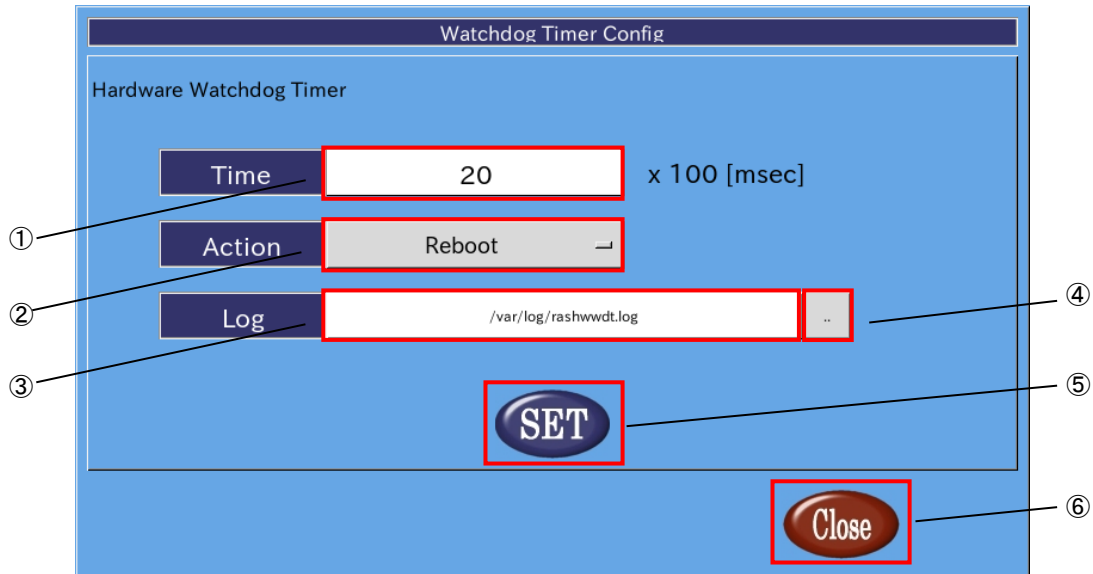 Watchdog Timer Config
Hardware Watchdog Timer
Time 20 x 100 [msec]
①
Action Reboot
②
Log /var/log/rashwwdt.log ..
④
③
SET
⑤
Close
⑥